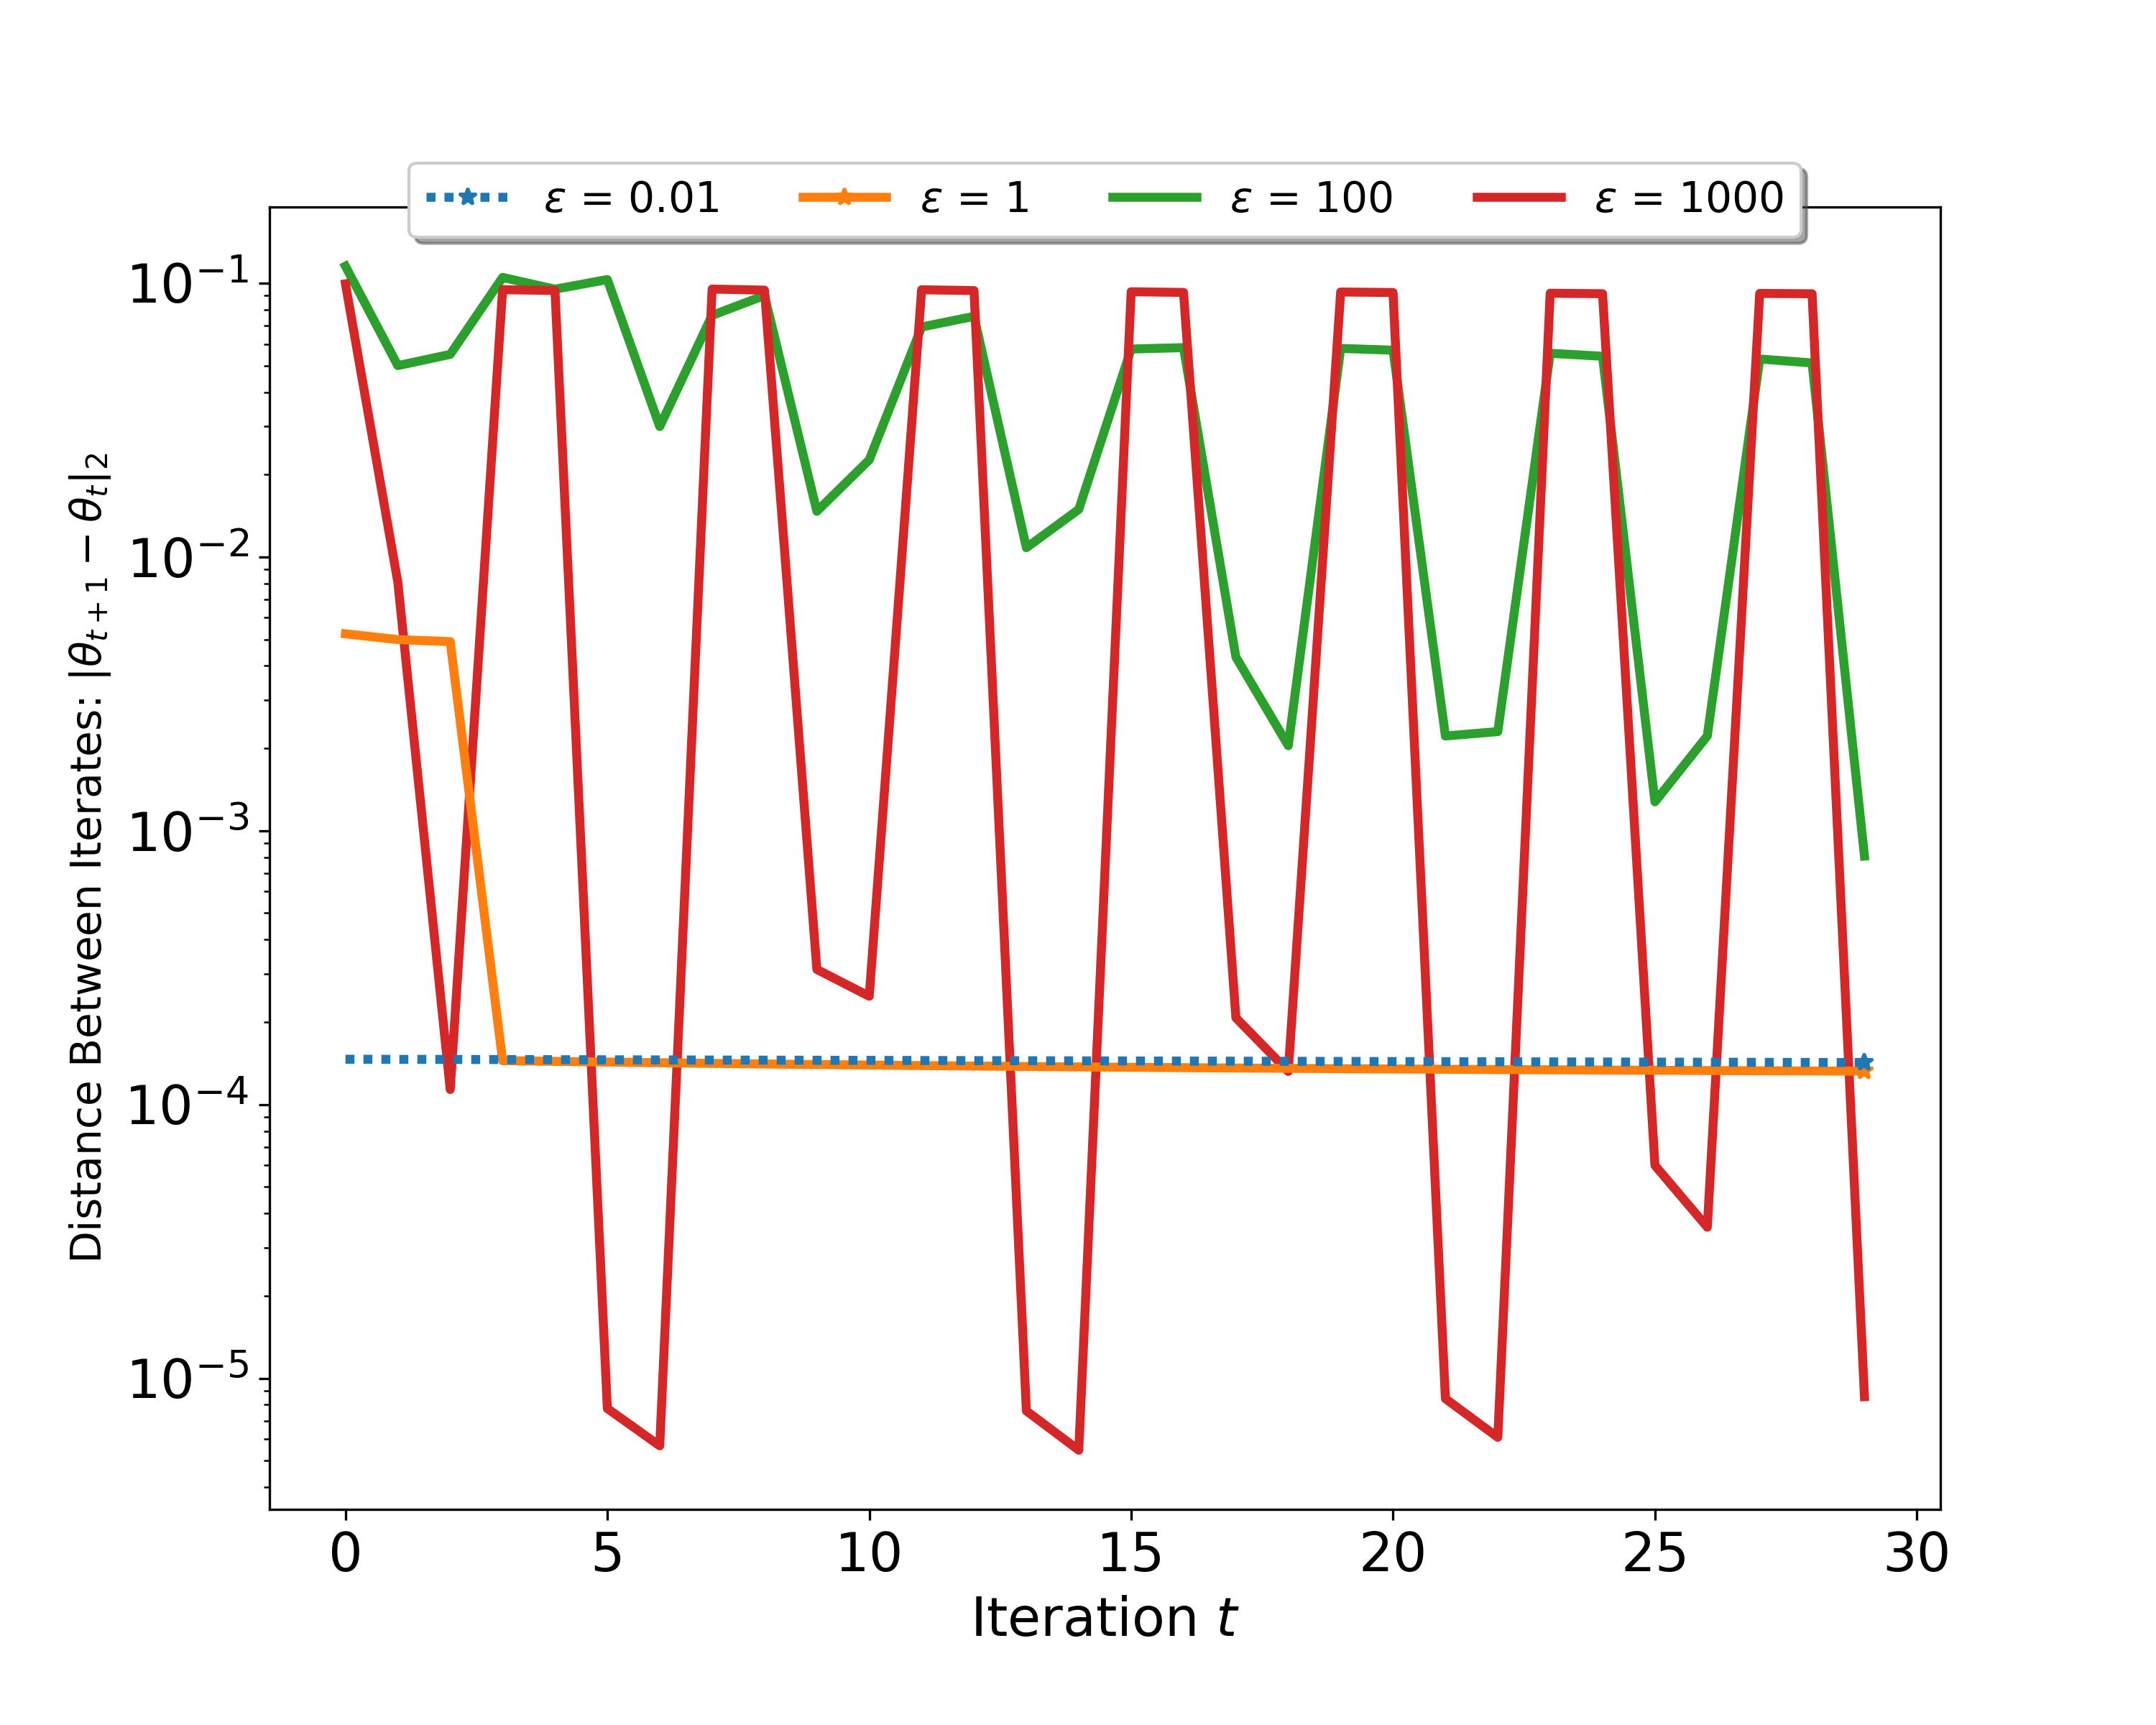 ε = 0.01 ε = 1 ε = 100 ε = 1000
Distance Between Iterates: |θ_{t+1} − θ_t|_2
10^{−1}
10^{−2}
10^{−3}
10^{−4}
10^{−5}
0 5 10 15 20 25 30
Iteration t